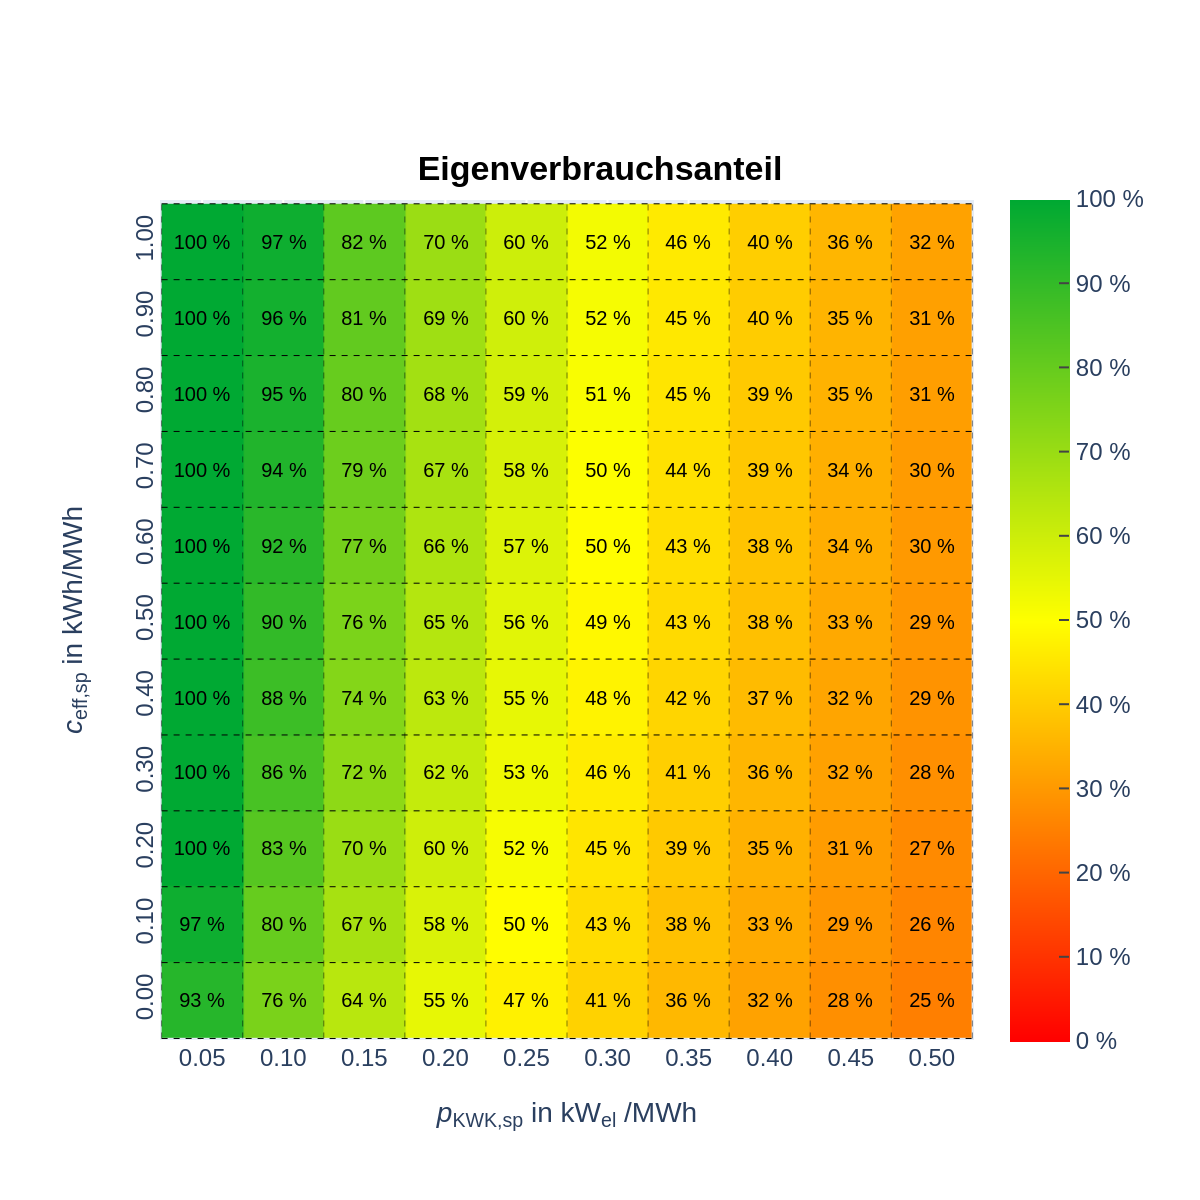 Eigenverbrauchsanteil
1.00 100 % 97 % 82 % 70 % 60 % 52 % 46 % 40 % 36 % 32 %
0.90 100 % 96 % 81 % 69 % 60 % 52 % 45 % 40 % 35 % 31 %
0.80 100 % 95 % 80 % 68 % 59 % 51 % 45 % 39 % 35 % 31 %
0.70 100 % 94 % 79 % 67 % 58 % 50 % 44 % 39 % 34 % 30 %
0.60 100 % 92 % 77 % 66 % 57 % 50 % 43 % 38 % 34 % 30 %
0.50 100 % 90 % 76 % 65 % 56 % 49 % 43 % 38 % 33 % 29 %
0.40 100 % 88 % 74 % 63 % 55 % 48 % 42 % 37 % 32 % 29 %
0.30 100 % 86 % 72 % 62 % 53 % 46 % 41 % 36 % 32 % 28 %
0.20 100 % 83 % 70 % 60 % 52 % 45 % 39 % 35 % 31 % 27 %
0.10 97 % 80 % 67 % 58 % 50 % 43 % 38 % 33 % 29 % 26 %
0.00 93 % 76 % 64 % 55 % 47 % 41 % 36 % 32 % 28 % 25 %
0.05 0.10 0.15 0.20 0.25 0.30 0.35 0.40 0.45 0.50
pKWK,sp in kWel /MWh
ceff,sp in kWh/MWh
100 %
90 %
80 %
70 %
60 %
50 %
40 %
30 %
20 %
10 %
0 %